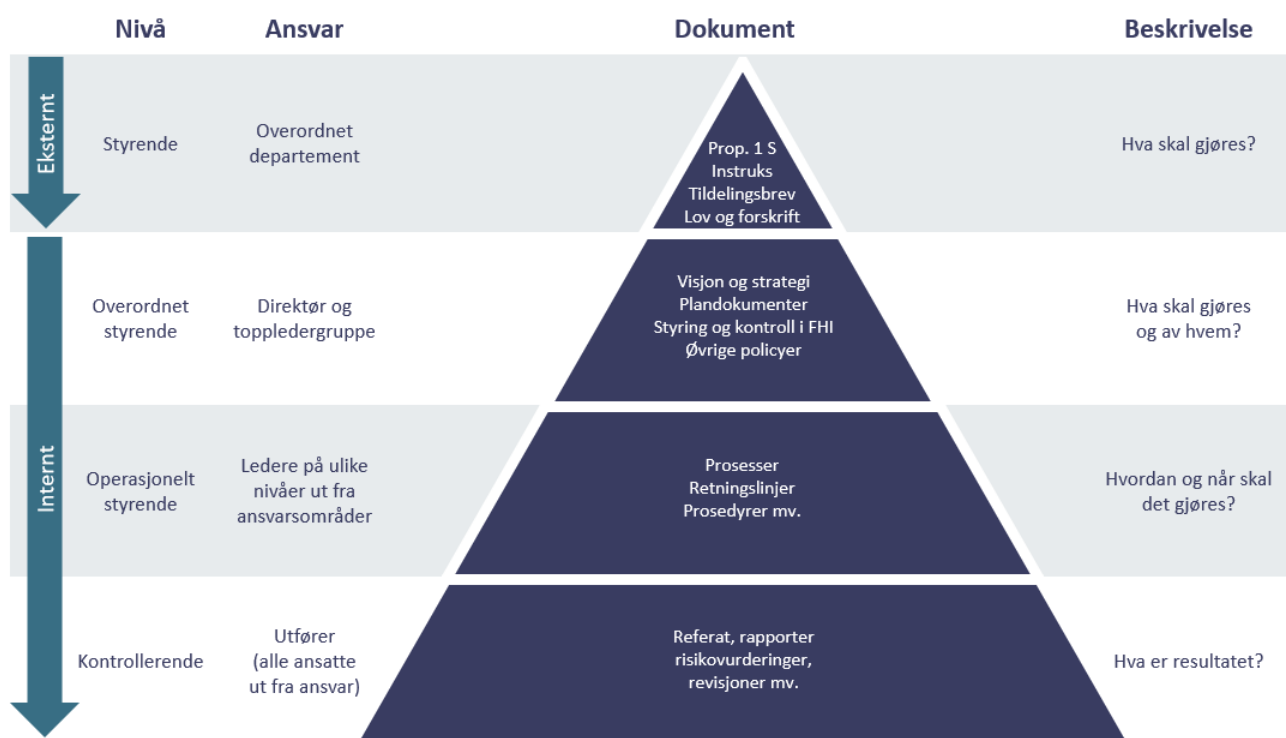 Nivå
Ansvar
Dokument
Beskrivelse
Eksternt
Styrende
Overordnet
departement
Prop. 1 S
Instruks
Tildelingsbrev
Lov og forskrift
Hva skal gjøres?
Internt
Overordnet
styrende
Direktør og
toppledergruppe
Visjon og strategi
Plandokumenter
Styring og kontroll i FHI
Øvrige policyer
Hva skal gjøres
og av hvem?
Operasjonelt
styrende
Ledere på ulike
nivåer ut fra
ansvarsområder
Prosesser
Retningslinjer
Prosedyrer mv.
Hvordan og når skal
det gjøres?
Kontrollerende
Utfører
(alle ansatte
ut fra ansvar)
Referat, rapporter
risikovurderinger,
revisjoner mv.
Hva er resultatet?